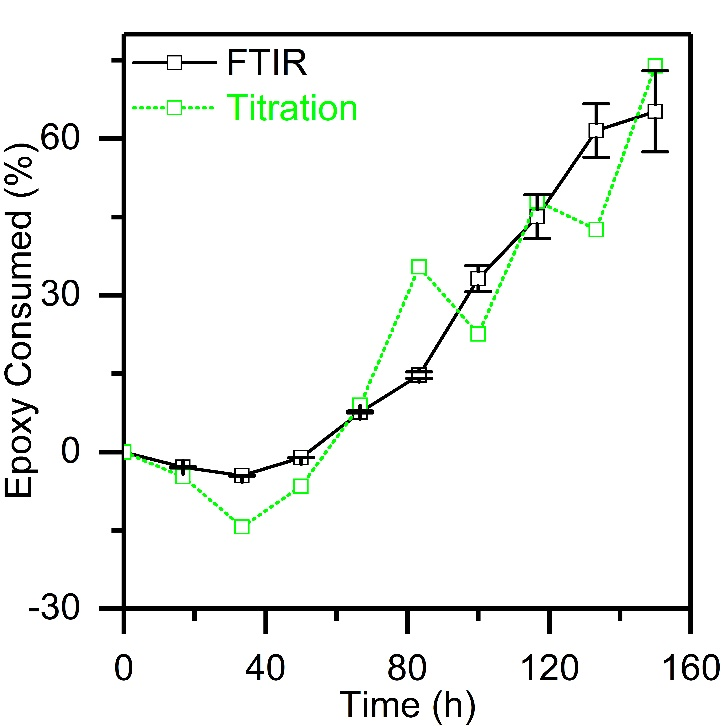 FTIR
Titration
Epoxy Consumed (%)
60
30
0
-30
0 40 80 120 160
Time (h)